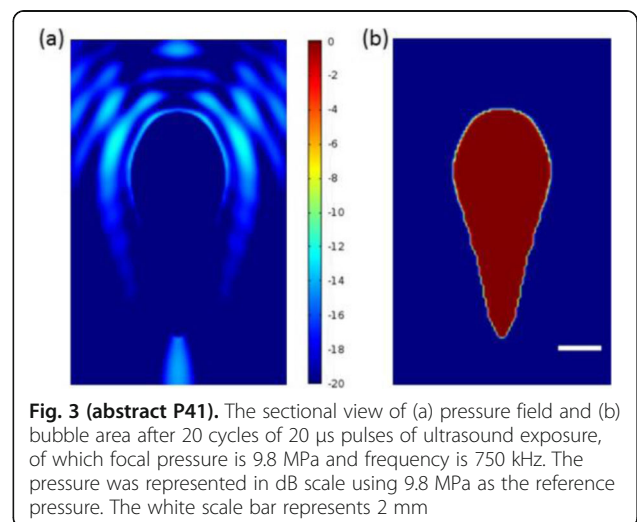 (a)
(b)
0
-2
-4
-6
-8
-10
-12
-14
-16
-18
-20
Fig. 3 (abstract P41). The sectional view of (a) pressure field and (b)
bubble area after 20 cycles of 20 μs pulses of ultrasound exposure,
of which focal pressure is 9.8 MPa and frequency is 750 kHz. The
pressure was represented in dB scale using 9.8 MPa as the reference
pressure. The white scale bar represents 2 mm